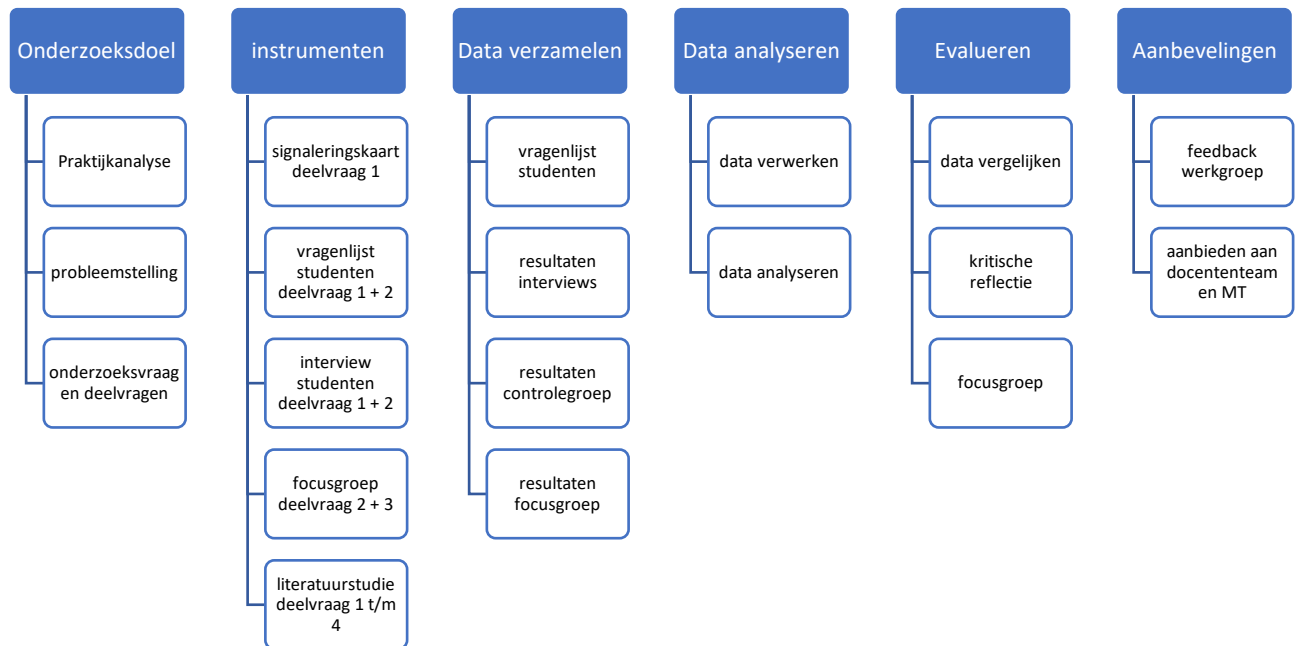 Onderzoeksdoel
Praktijkanalyse
probleemstelling
onderzoeksvraag
en deelvragen
instrumenten
signaleringskaart
deelvraag 1
vragenlijst
studenten
deelvraag 1 + 2
interview
studenten
deelvraag 1 + 2
focusgroep
deelvraag 2 + 3
literatuurstudie
deelvraag 1 t/m
4
Data verzamelen
vragenlijst
studenten
resultaten
interviews
resultaten
controlegroep
resultaten
focusgroep
Data analyseren
data verwerken
data analyseren
Evalueren
data vergelijken
kritische
reflectie
focusgroep
Aanbevelingen
feedback
werkgroep
aanbieden aan
docententeam
en MT